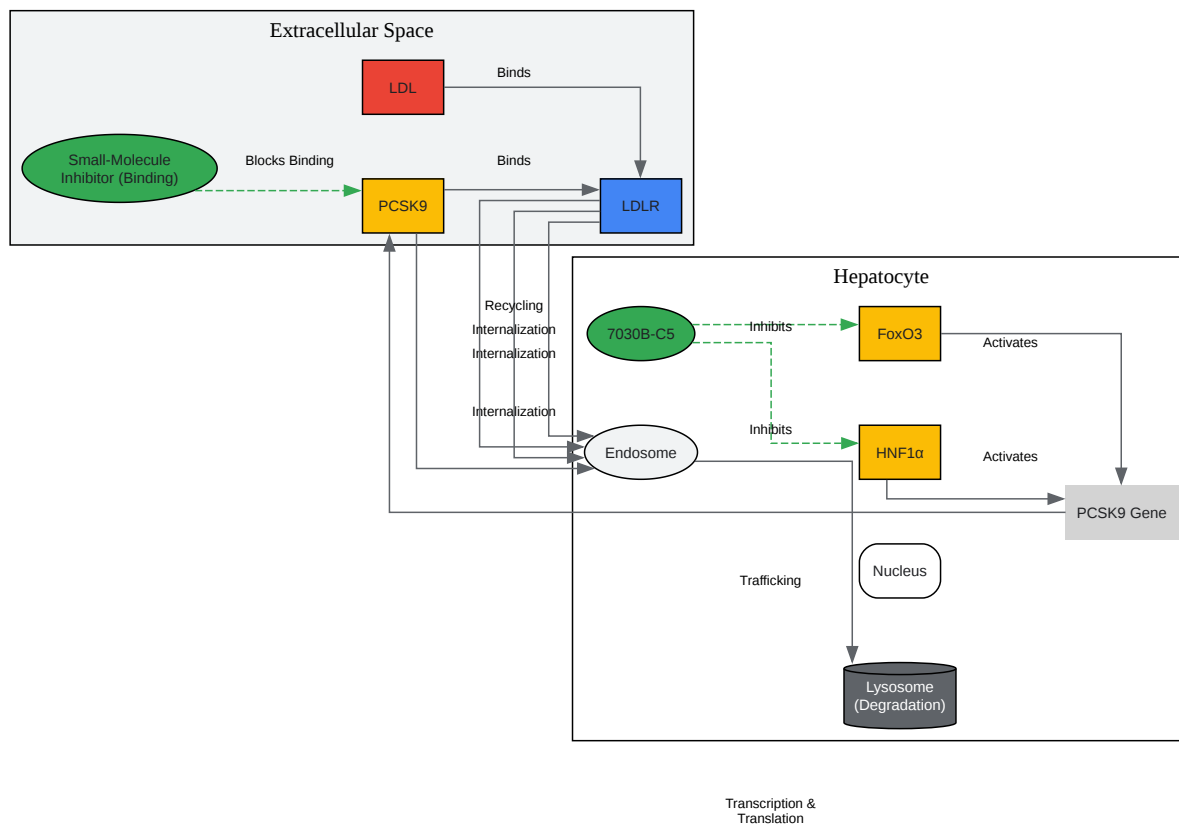 Extracellular Space
LDL
Binds
Small-Molecule
Inhibitor (Binding)
Blocks Binding
Binds
PCSK9
LDLR
Hepatocyte
Recycling
Internalization
Internalization
7030B-C5
Inhibits
FoxO3
Activates
Internalization
Endosome
Inhibits
HNF1α
Activates
PCSK9 Gene
Nucleus
Trafficking
Lysosome
(Degradation)
Transcription &
Translation